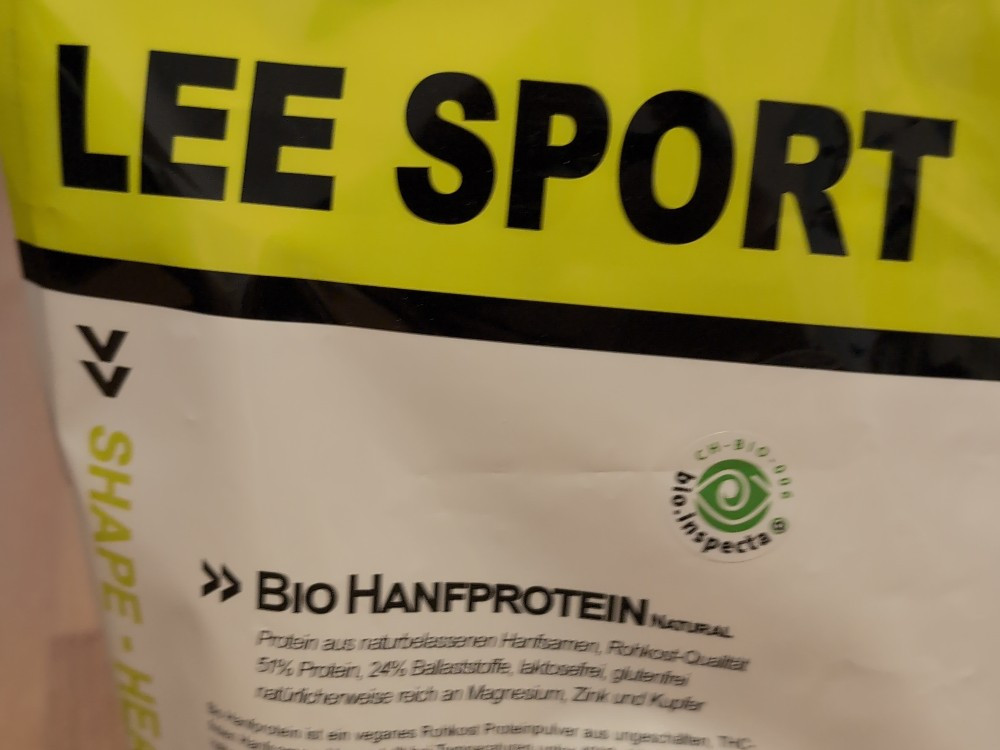 LEE SPORT
>> SHAPE - HEA
CH-BIO-006
bio.inspecta ®
>> BIO HANFPROTEIN NATURAL
Protein aus naturbelassenen Hanfsamen, Rohkost-Qualität
51% Protein, 24% Ballaststoffe, laktosefrei, glutenfrei
natürlicherweise reich an Magnesium, Zink und Kupfer
Bio Hanfprotein ist ein veganes Rohkost Proteinpulver aus ungeschälten, THC-